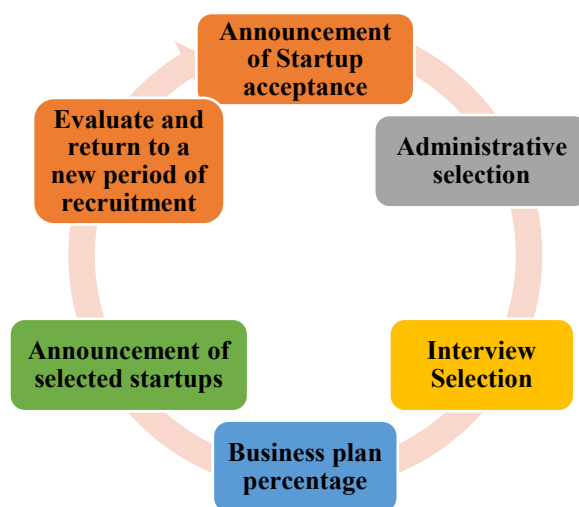 Announcement
of Startup
acceptance
Administrative
selection
Interview
Selection
Business plan
percentage
Announcement of
selected startups
Evaluate and
return to a
new period of
recruitment